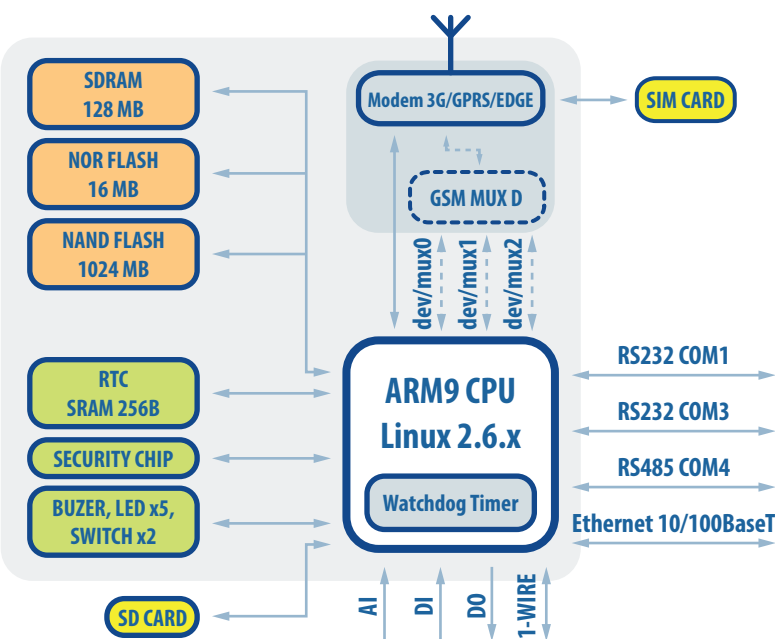 SDRAM
128 MB
NOR FLASH
16 MB
NAND FLASH
1024 MB
Modem 3G/GPRS/EDGE
SIM CARD
GSM MUX D
dev/mux0
dev/mux1
dev/mux2
RTC
SRAM 256B
SECURITY CHIP
BUZER, LED x5,
SWITCH x2
SD CARD
ARM9 CPU
Linux 2.6.x
Watchdog Timer
RS232 COM1
RS232 COM3
RS485 COM4
Ethernet 10/100BaseT
AI
DI
DO
1-WIRE